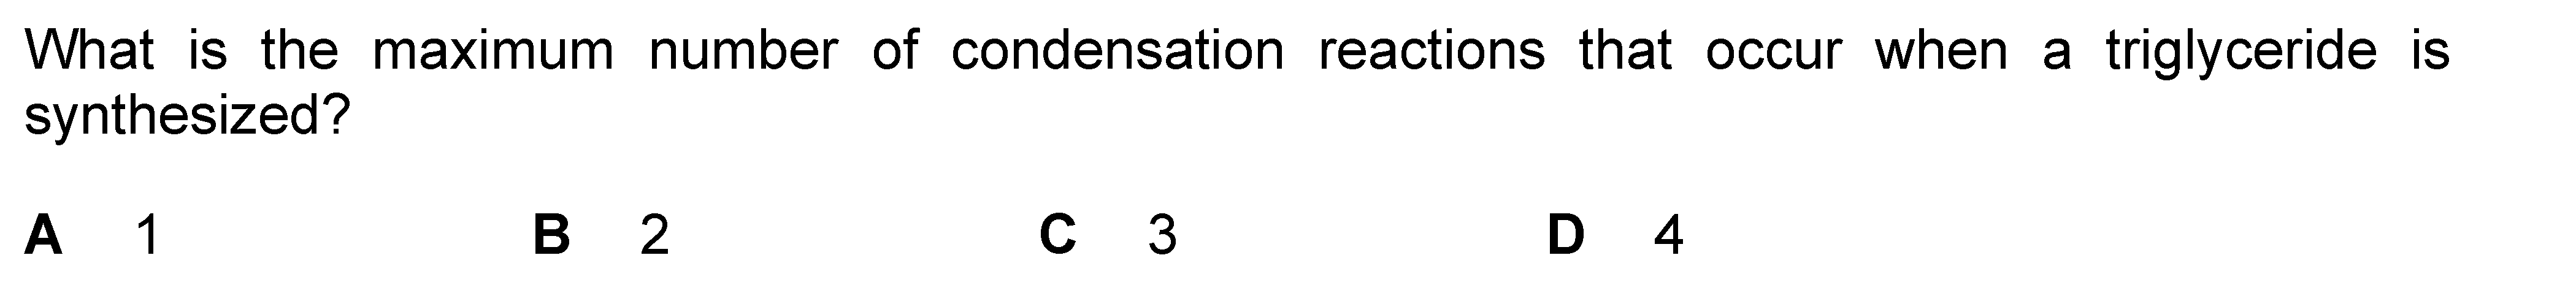 What is the maximum number of condensation reactions that occur when a triglyceride is
synthesized?
A 1 B 2 C 3 D 4